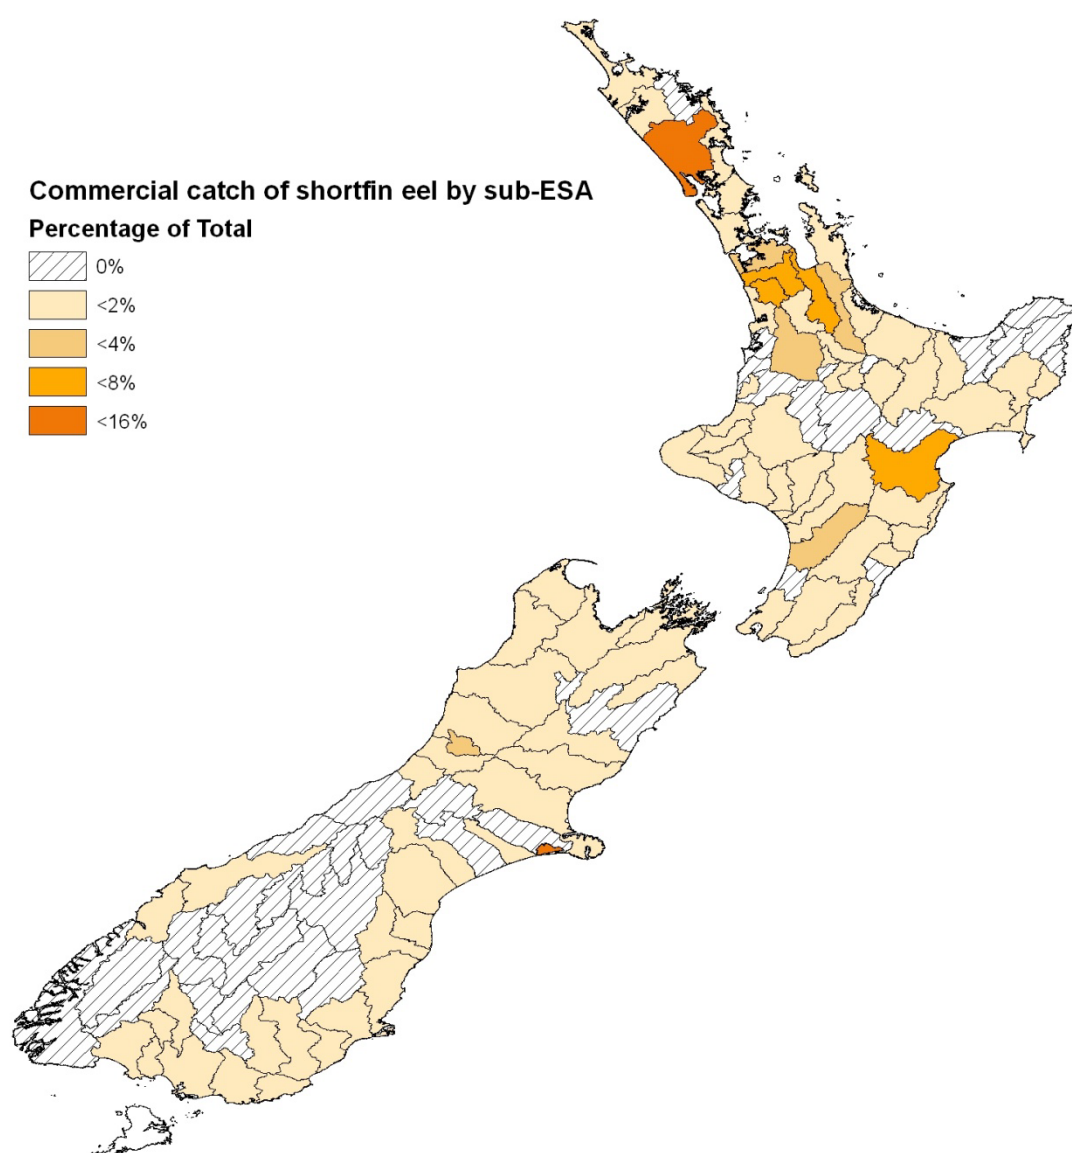 Commercial catch of shortfin eel by sub-ESA
Percentage of Total
0%
<2%
<4%
<8%
<16%